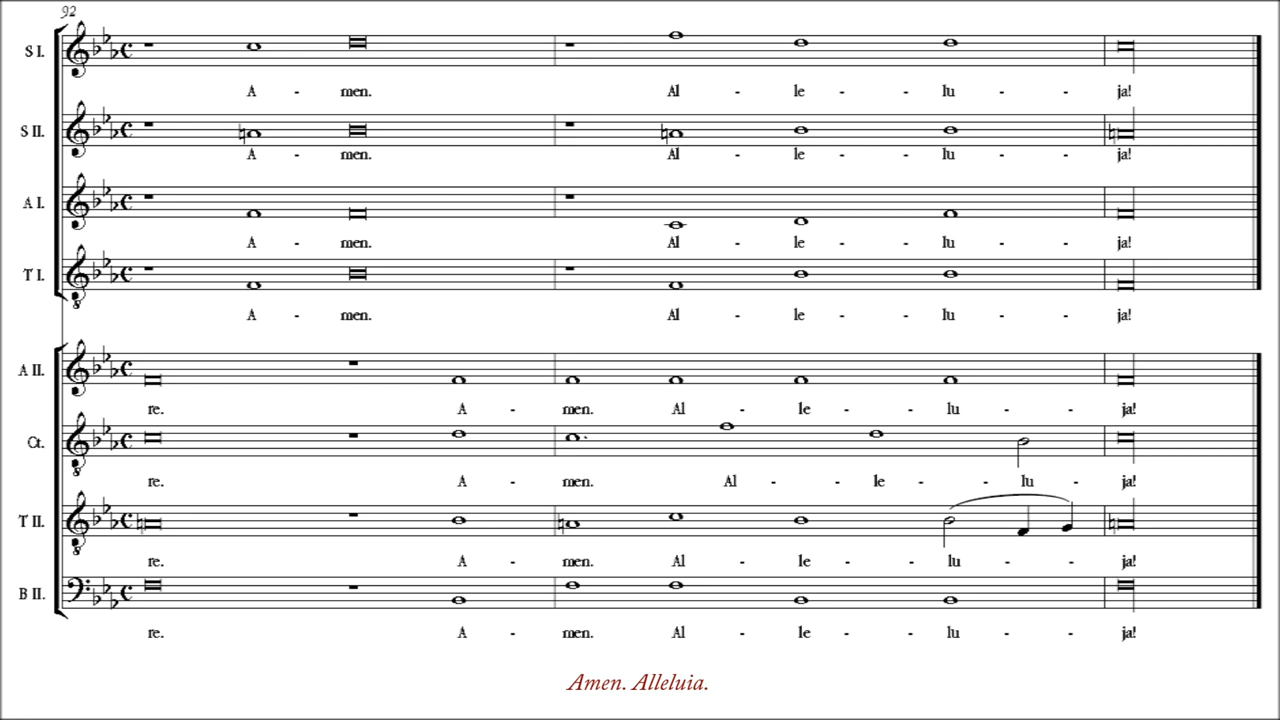 92
S I.
A - men. Al - le - lu - ja!
S II.
A - men. Al - le - lu - ja!
A I.
A - men. Al - le - lu - ja!
T I.
A - men. Al - le - lu - ja!
A II.
re. A - men. Al - le - lu - ja!
Ct.
re. A - men. Al - le - lu - ja!
T II.
re. A - men. Al - le - lu - ja!
B II.
re. A - men. Al - le - lu - ja!
Amen. Alleluia.